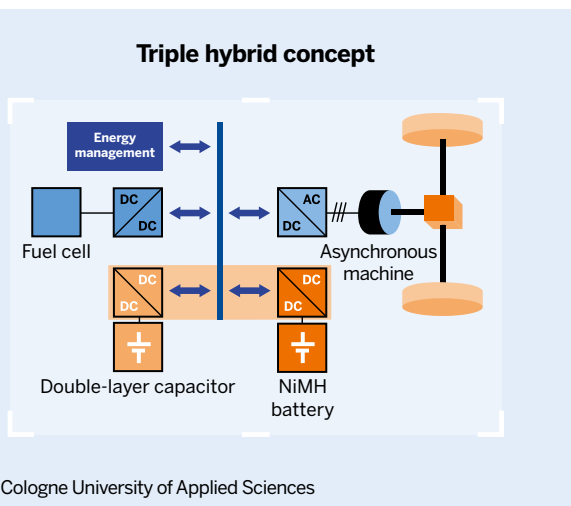 Triple hybrid concept
Energy
management
DC
DC
AC
DC
Fuel cell
Asynchronous
machine
DC
DC
DC
DC
Double-layer capacitor
NiMH
battery
Cologne University of Applied Sciences